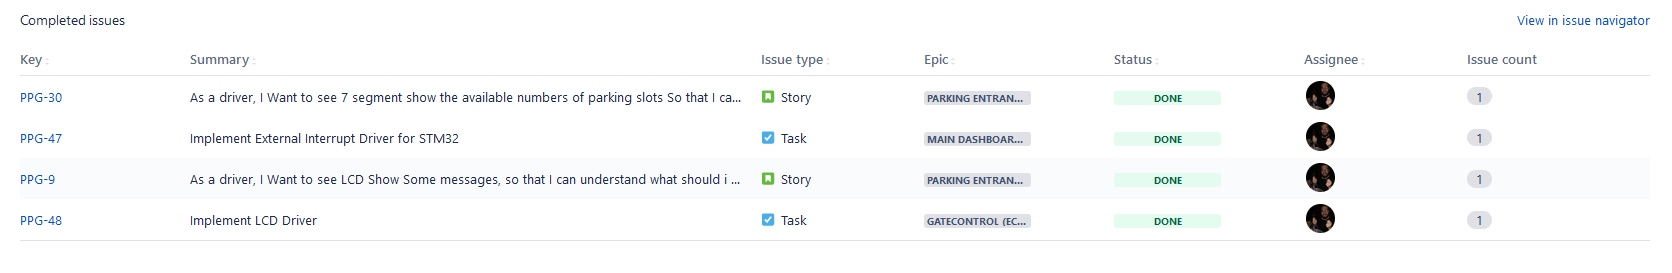 Completed issues View in issue navigator
Key Summary Issue type Epic Status Assignee Issue count
PPG-30 As a driver, I Want to see 7 segment show the available numbers of parking slots So that I ca... Story PARKING ENTRAN... DONE 1
PPG-47 Implement External Interrupt Driver for STM32 Task MAIN DASHBOAR... DONE 1
PPG-9 As a driver, I Want to see LCD Show Some messages, so that I can understand what should i ... Story PARKING ENTRAN... DONE 1
PPG-48 Implement LCD Driver Task GATECONTROL (EC... DONE 1